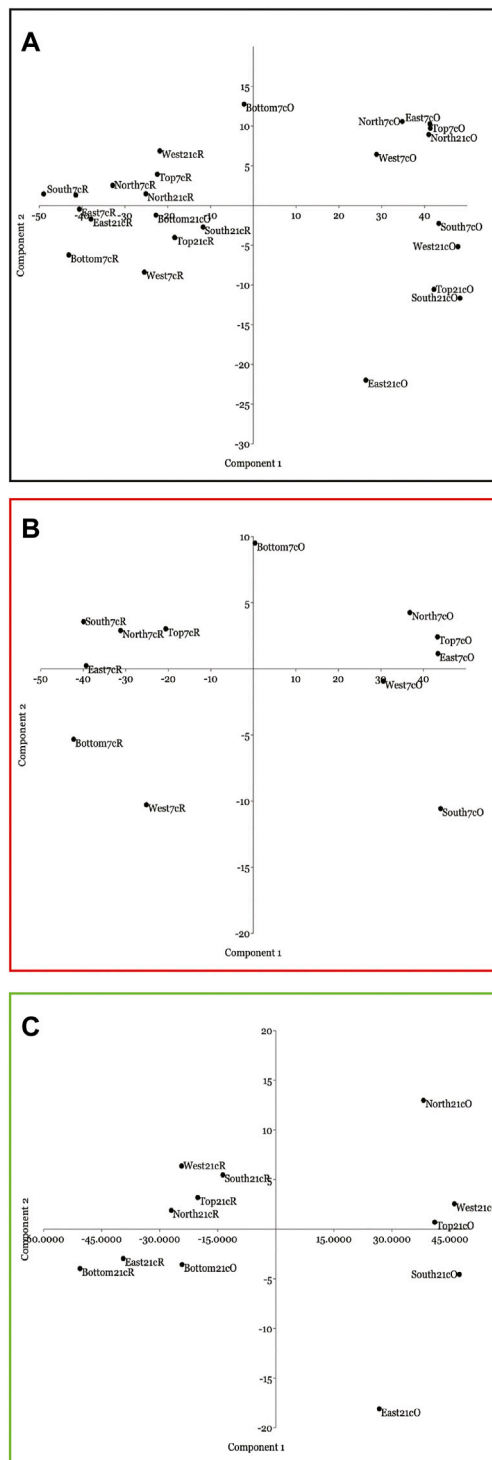 A
15
Bottom7cO
East7cO
10
North7cO
Top7cO
North21cO
West21cR
West7cO
5
Top7cR
South7cR
North7cR
North21cR
-50
-40
-30
-20
-10
10
20
30
40
East7cR
Bottom21cO
East21cR
South7cO
South21cR
Top21cR
-5
West21cO
Bottom7cR
West7cR
-10
Top21cO
South21cO
-15
-20
East21cO
-25
-30
Component 2
Component 1
B
10
Bottom7cO
5
North7cO
South7cR
North7cR
Top7cR
Top7cO
East7cO
East7cR
-50
-40
-30
-20
-10
10
20
30
40
West7cO
-5
Bottom7cR
West7cR
-10
South7cO
-15
-20
Component 2
Component 1
C
20
15
North21cO
10
West21cR
5
South21cR
Top21cR
North21cR
West21cO
Top21cO
-45.0000
-30.0000
-15.0000
15.0000
30.0000
45.0000
East21cR
Bottom21cR
Bottom21cO
-5
South21cO
-10
-15
East21cO
-20
Component 2
Component 1